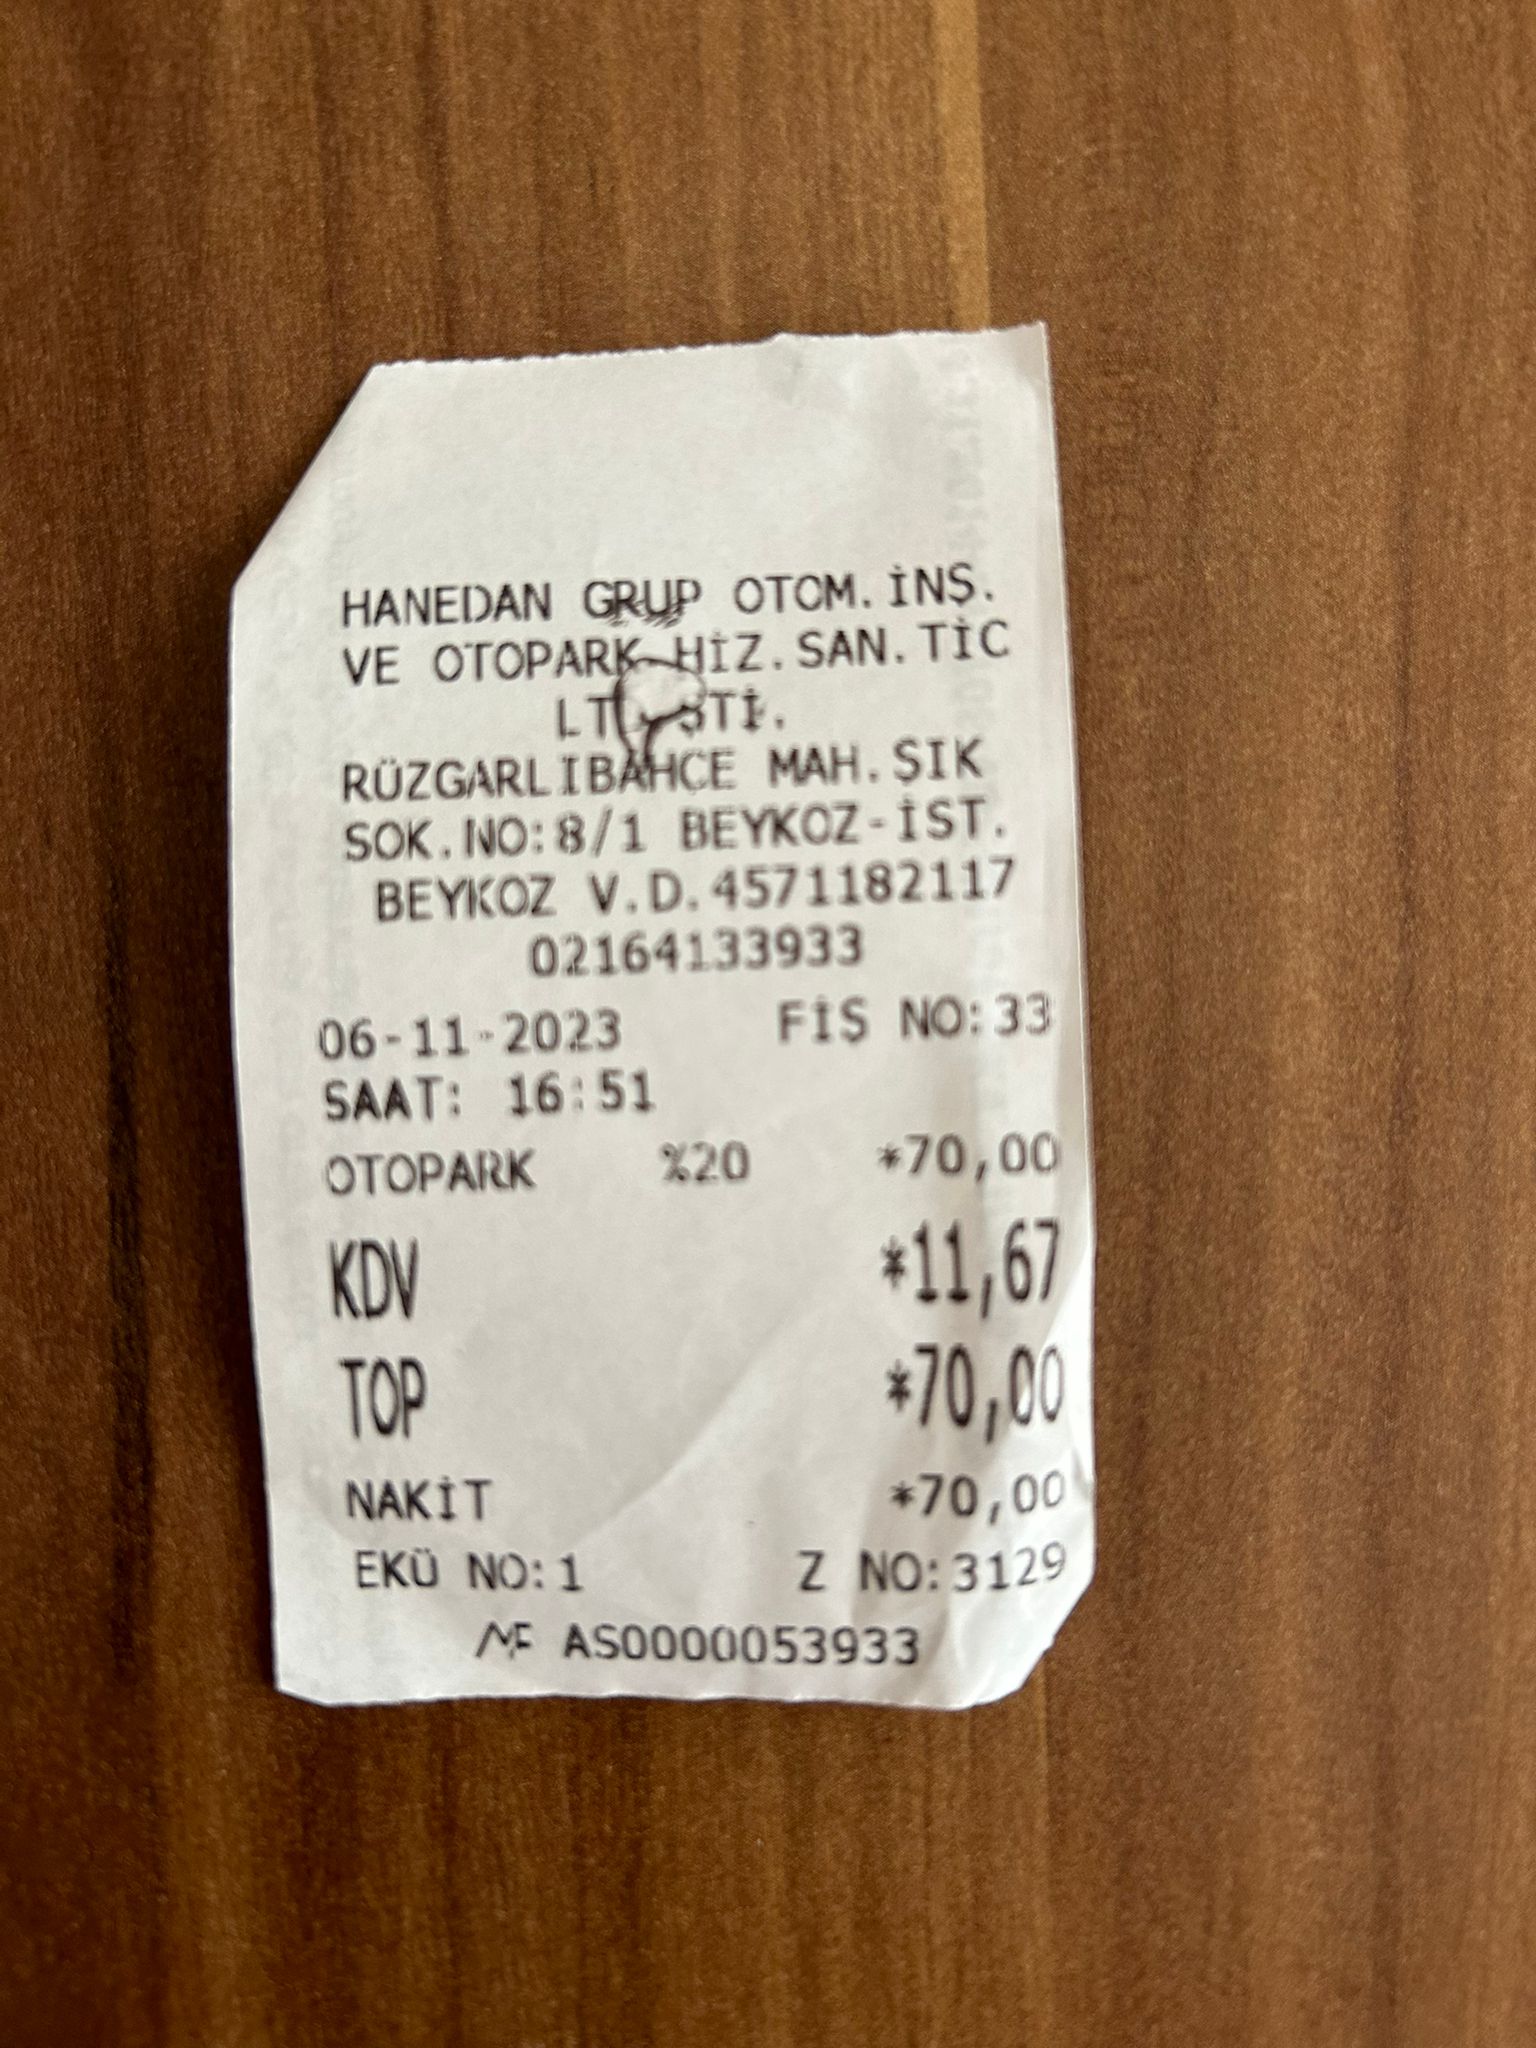 HANEDAN GRUP OTOM.İNŞ.
VE OTOPARK HİZ.SAN.TİC
ŞTİ.
RÜZGARLIBAHCE MAH.ŞIK
SOK.NO:8/1 BEYKOZ-İST.
BEYKOZ V.D.4571182117
02164133933
06-11-2023 FİŞ NO:33
SAAT: 16:51
OTOPARK %20 *70,00
KDV *11,67
TOP *70,00
NAKİT *70,00
EKÜ NO:1 Z NO:3129
MF AS0000053933